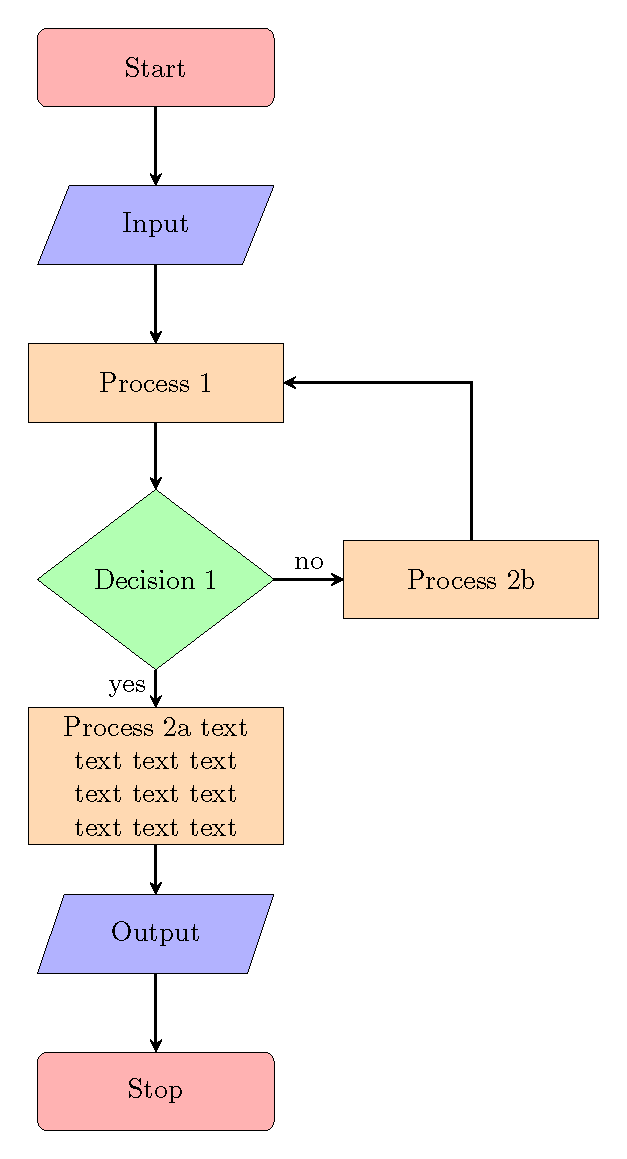 Start
Input
Process 1
Decision 1
no
Process 2b
yes
Process 2a text
text text text
text text text
text text text
Output
Stop